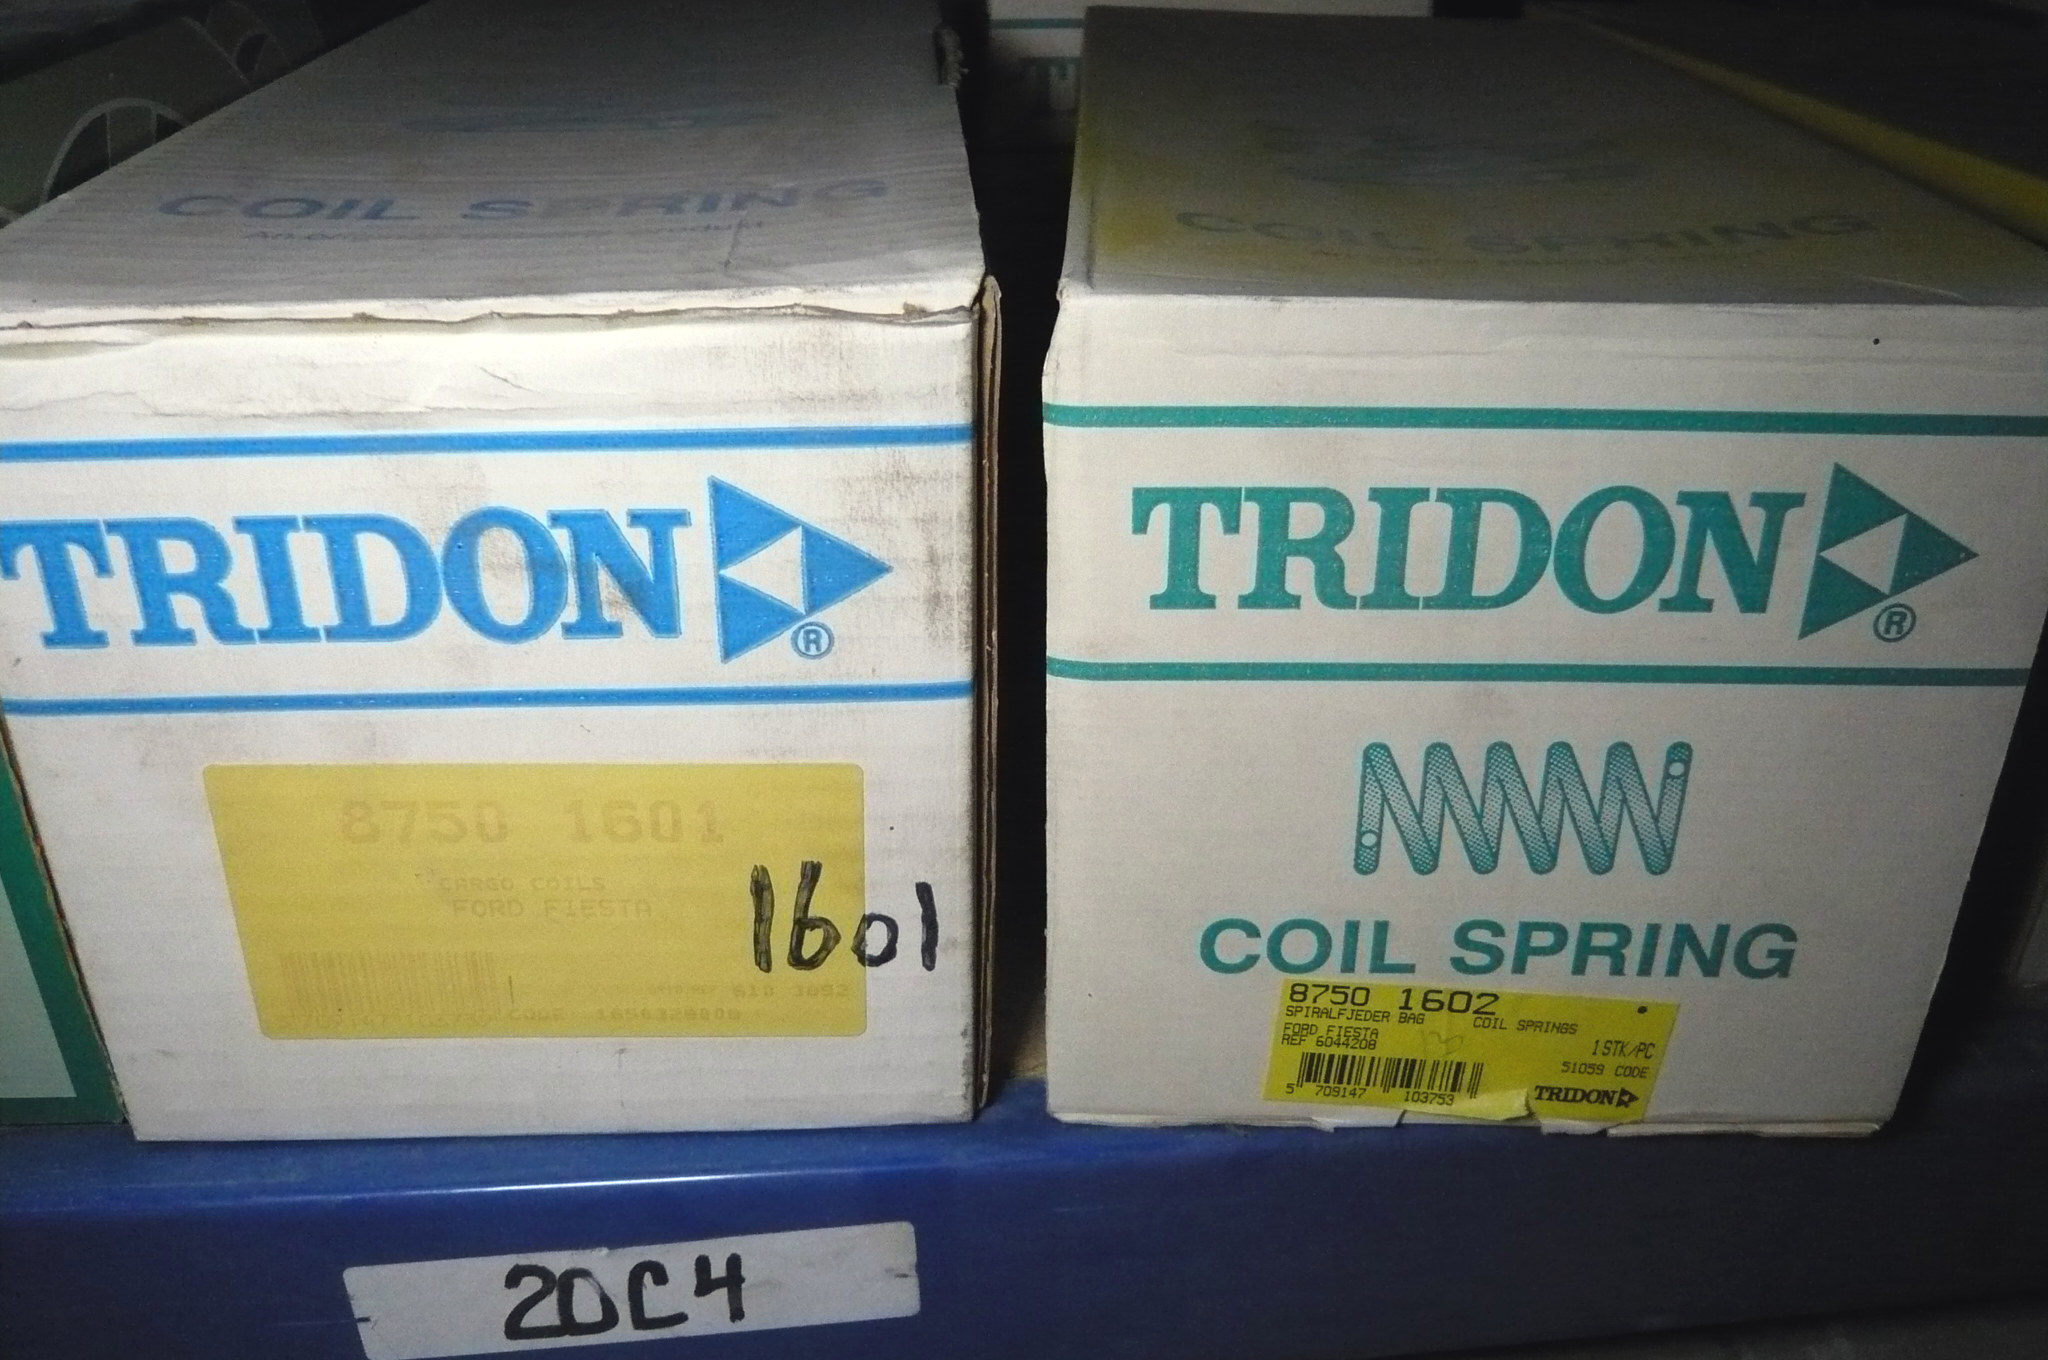 COIL SPRING
TRIDON
®
8750 1601
CARGO COILS
FORD FIESTA
1601
COIL SPRING
TRIDON
®
COIL SPRING
8750 1602
SPIRALFJEDER BAG COIL SPRINGS
FORD FIESTA
REF 6044208
1 STK/PC
51059 CODE
5 709147 103753
TRIDON
20C4